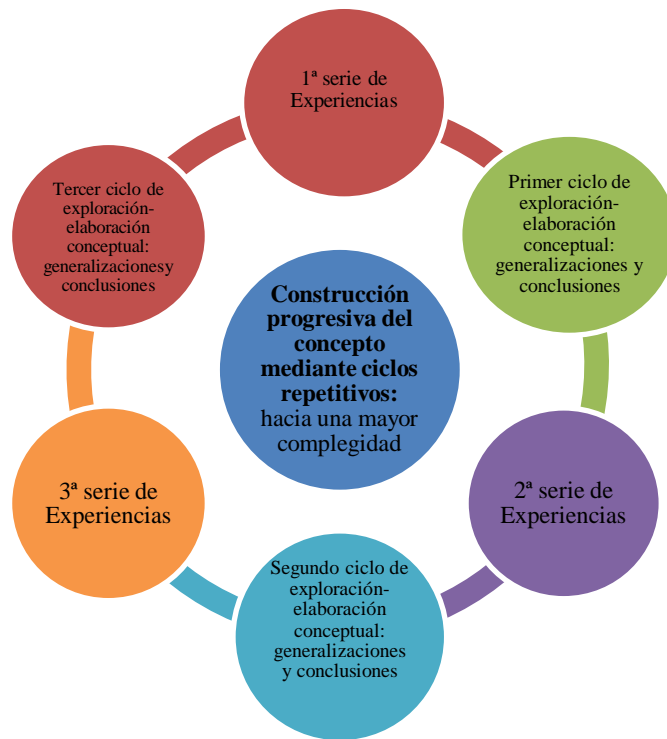 1ª serie de
Experiencias
Primer ciclo de
exploración-
elaboración
conceptual:
generalizaciones y
conclusiones
2ª serie de
Experiencias
Segundo ciclo de
exploración-
elaboración
conceptual:
generalizaciones
y conclusiones
3ª serie de
Experiencias
Tercer ciclo de
exploración-
elaboración
conceptual:
generalizacionesy
conclusiones
Construcción
progresiva del
concepto
mediante ciclos
repetitivos:
hacia una mayor
complegidad